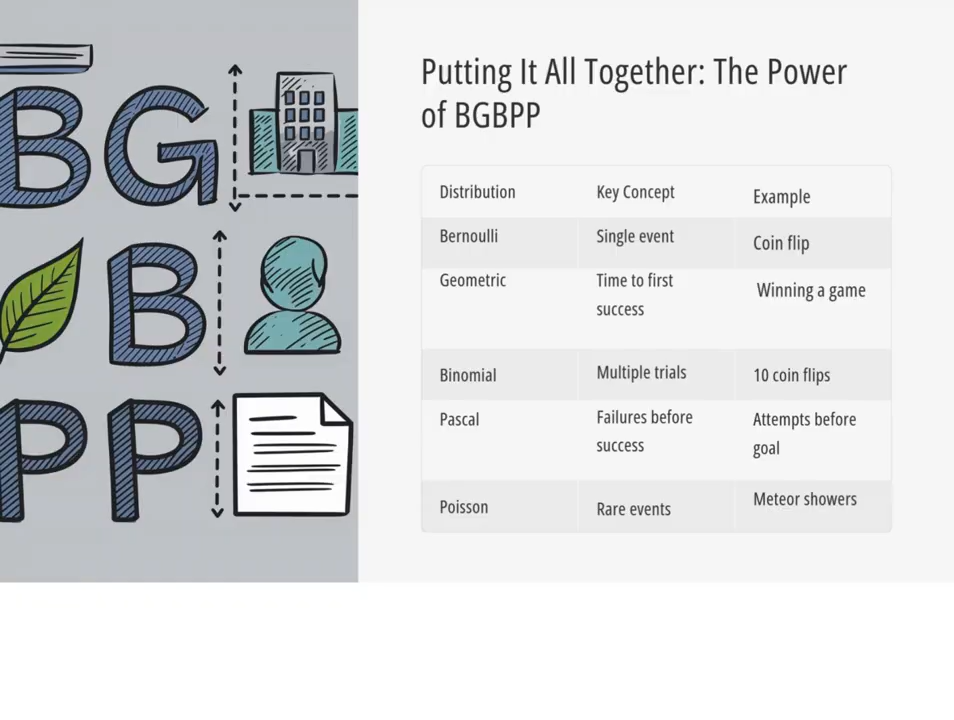 BG
B
PP
Putting It All Together: The Power
of BGBPP
Distribution Key Concept Example
Bernoulli Single event Coin flip
Geometric Time to first Winning a game
success
Binomial Multiple trials 10 coin flips
Pascal Failures before Attempts before
success goal
Poisson Rare events Meteor showers